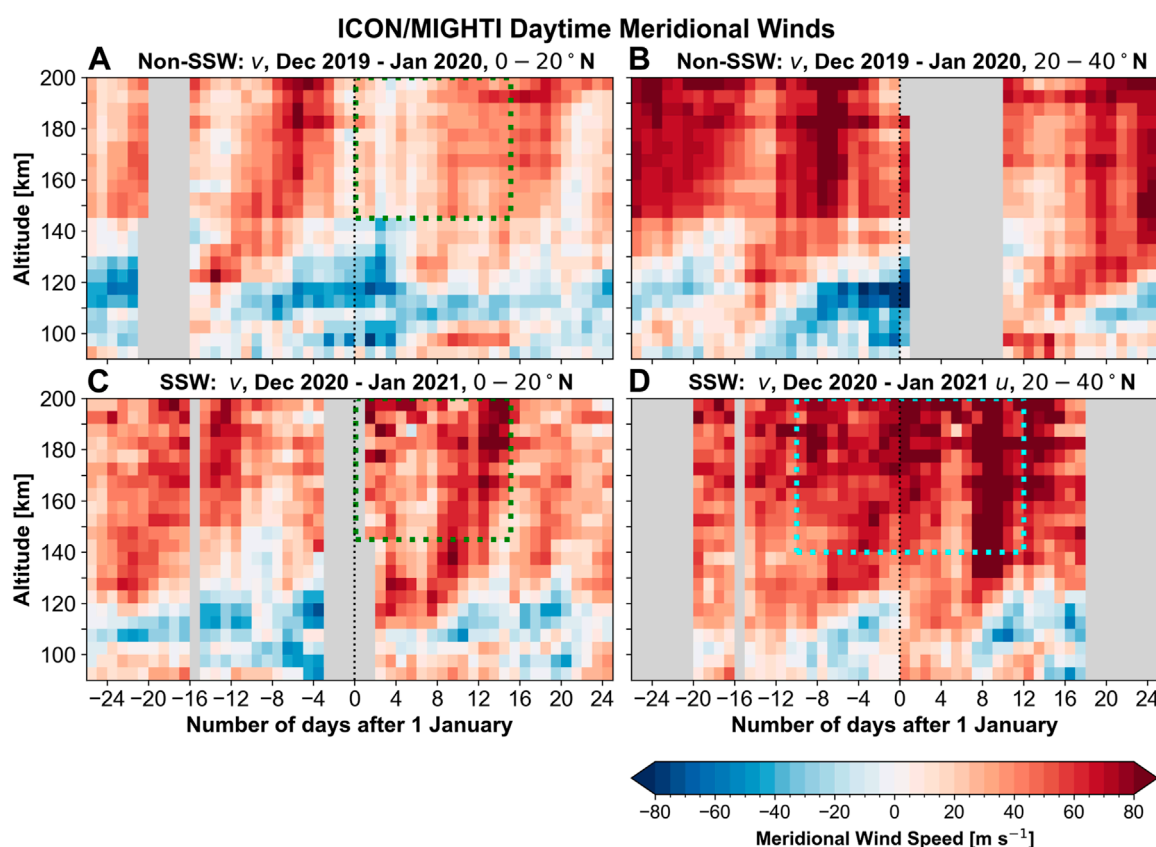 ICON/MIGHTI Daytime Meridional Winds
A Non-SSW: v, Dec 2019 - Jan 2020, 0 − 20°N
B Non-SSW: v, Dec 2019 - Jan 2020, 20 − 40°N
200
180
160
140
120
100
Altitude [km]
C SSW: v, Dec 2020 - Jan 2021, 0 − 20°N
D SSW: v, Dec 2020 - Jan 2021 u, 20 − 40°N
200
180
160
140
120
100
Altitude [km]
−24 −20 −16 −12 −8 −4 0 4 8 12 16 20 24
−24 −20 −16 −12 −8 −4 0 4 8 12 16 20 24
Number of days after 1 January
Number of days after 1 January
−80 −60 −40 −20 0 20 40 60 80
Meridional Wind Speed [m s⁻¹]